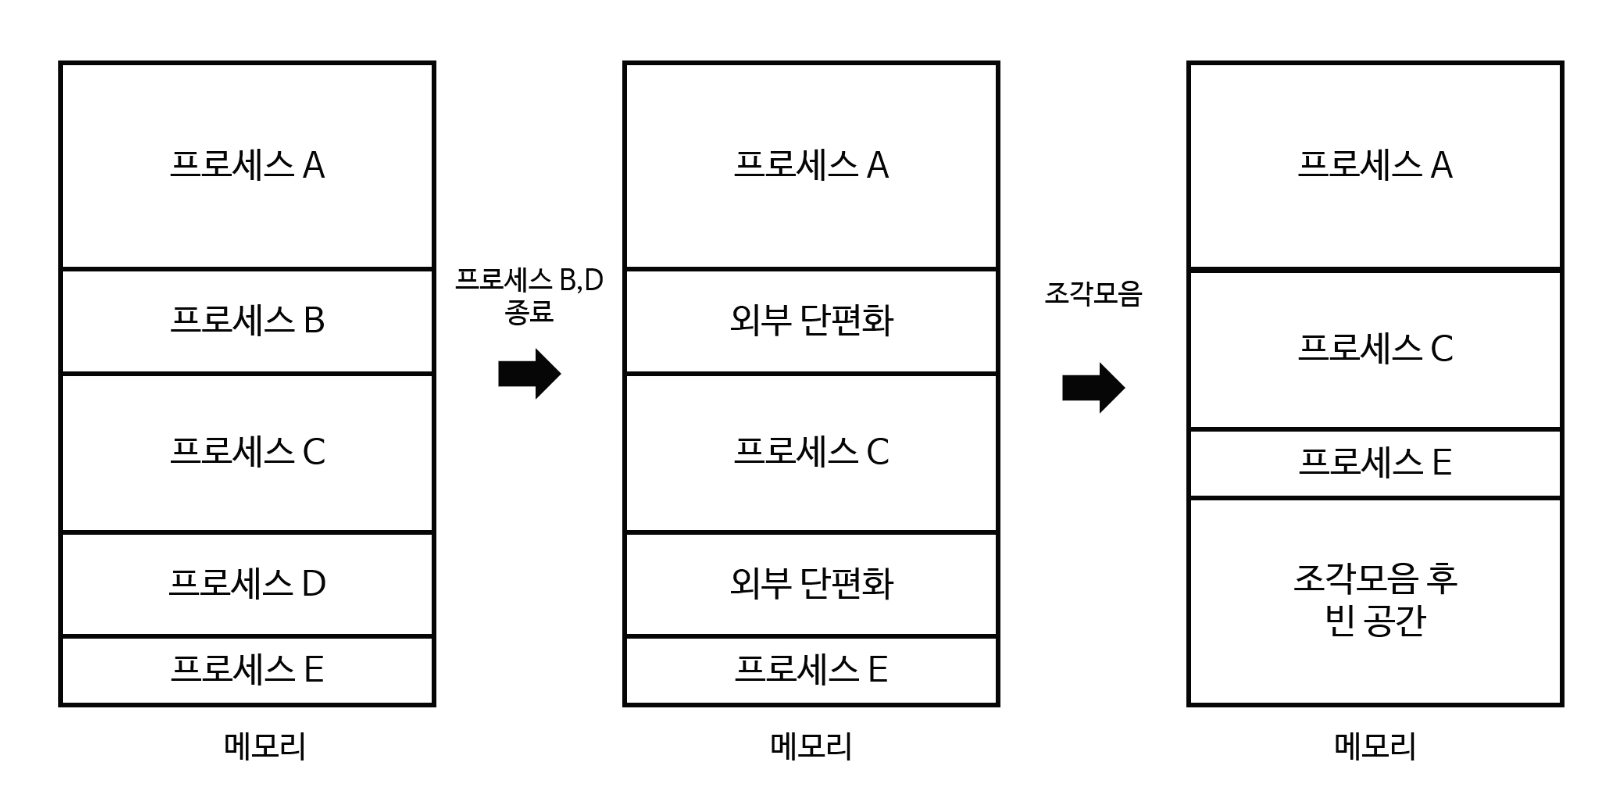 프로세스 A
프로세스 B
프로세스 C
프로세스 D
프로세스 E
메모리
프로세스 B,D
종료
프로세스 A
외부 단편화
프로세스 C
외부 단편화
프로세스 E
메모리
조각모음
프로세스 A
프로세스 C
프로세스 E
조각모음 후
빈 공간
메모리